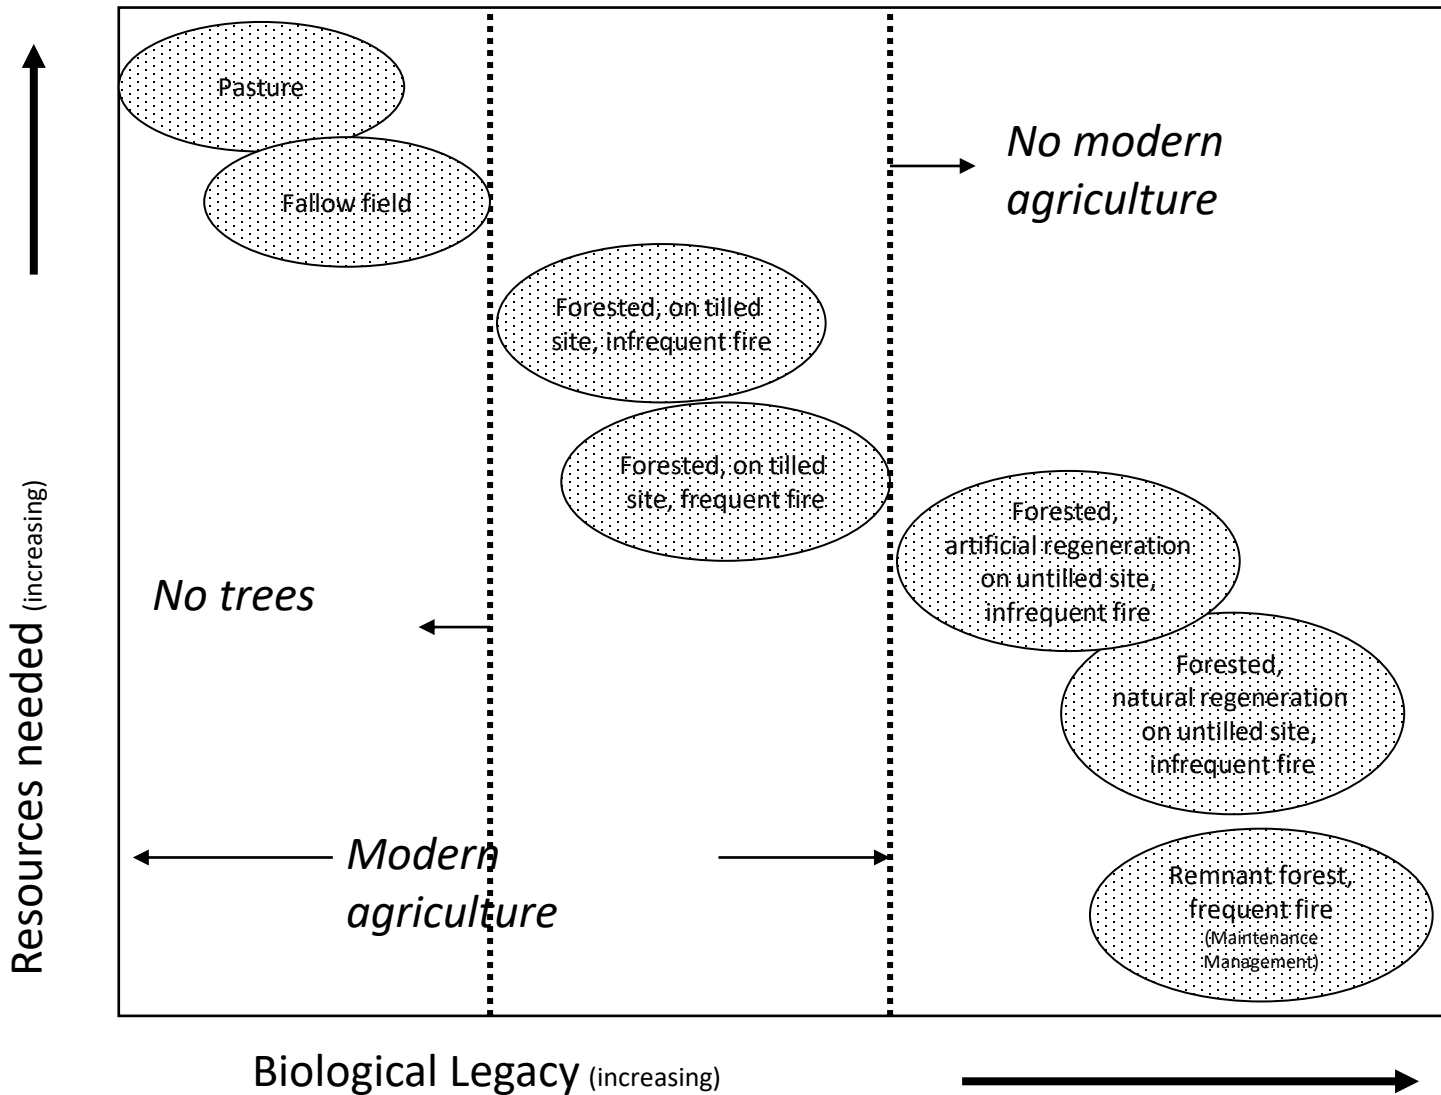 Pasture
Fallow field
No modern
agriculture
Forested, on tilled
site, infrequent fire
Forested, on tilled
site, frequent fire
Forested,
artificial regeneration
on untilled site,
infrequent fire
No trees
Forested,
natural regeneration
on untilled site,
infrequent fire
Modern
agriculture
Remnant forest,
frequent fire
(Maintenance
Management)
Resources needed (increasing)
Biological Legacy (increasing)